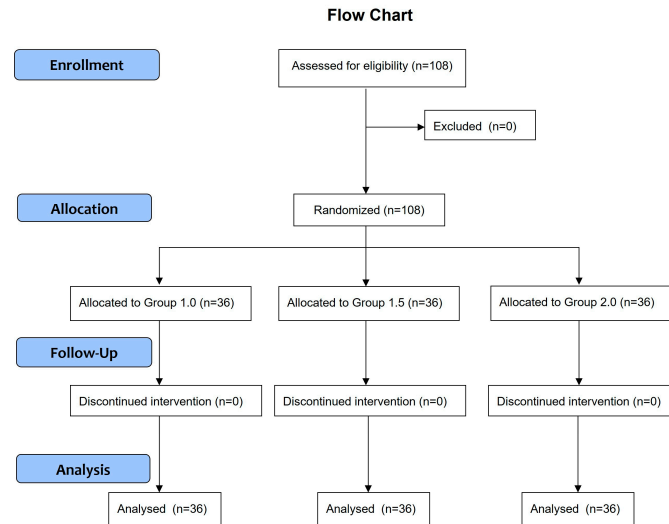 Flow Chart
Enrollment
Assessed for eligibility (n=108)
Excluded (n=0)
Allocation
Randomized (n=108)
Allocated to Group 1.0 (n=36)
Allocated to Group 1.5 (n=36)
Allocated to Group 2.0 (n=36)
Follow-Up
Discontinued intervention (n=0)
Discontinued intervention (n=0)
Discontinued intervention (n=0)
Analysis
Analysed (n=36)
Analysed (n=36)
Analysed (n=36)